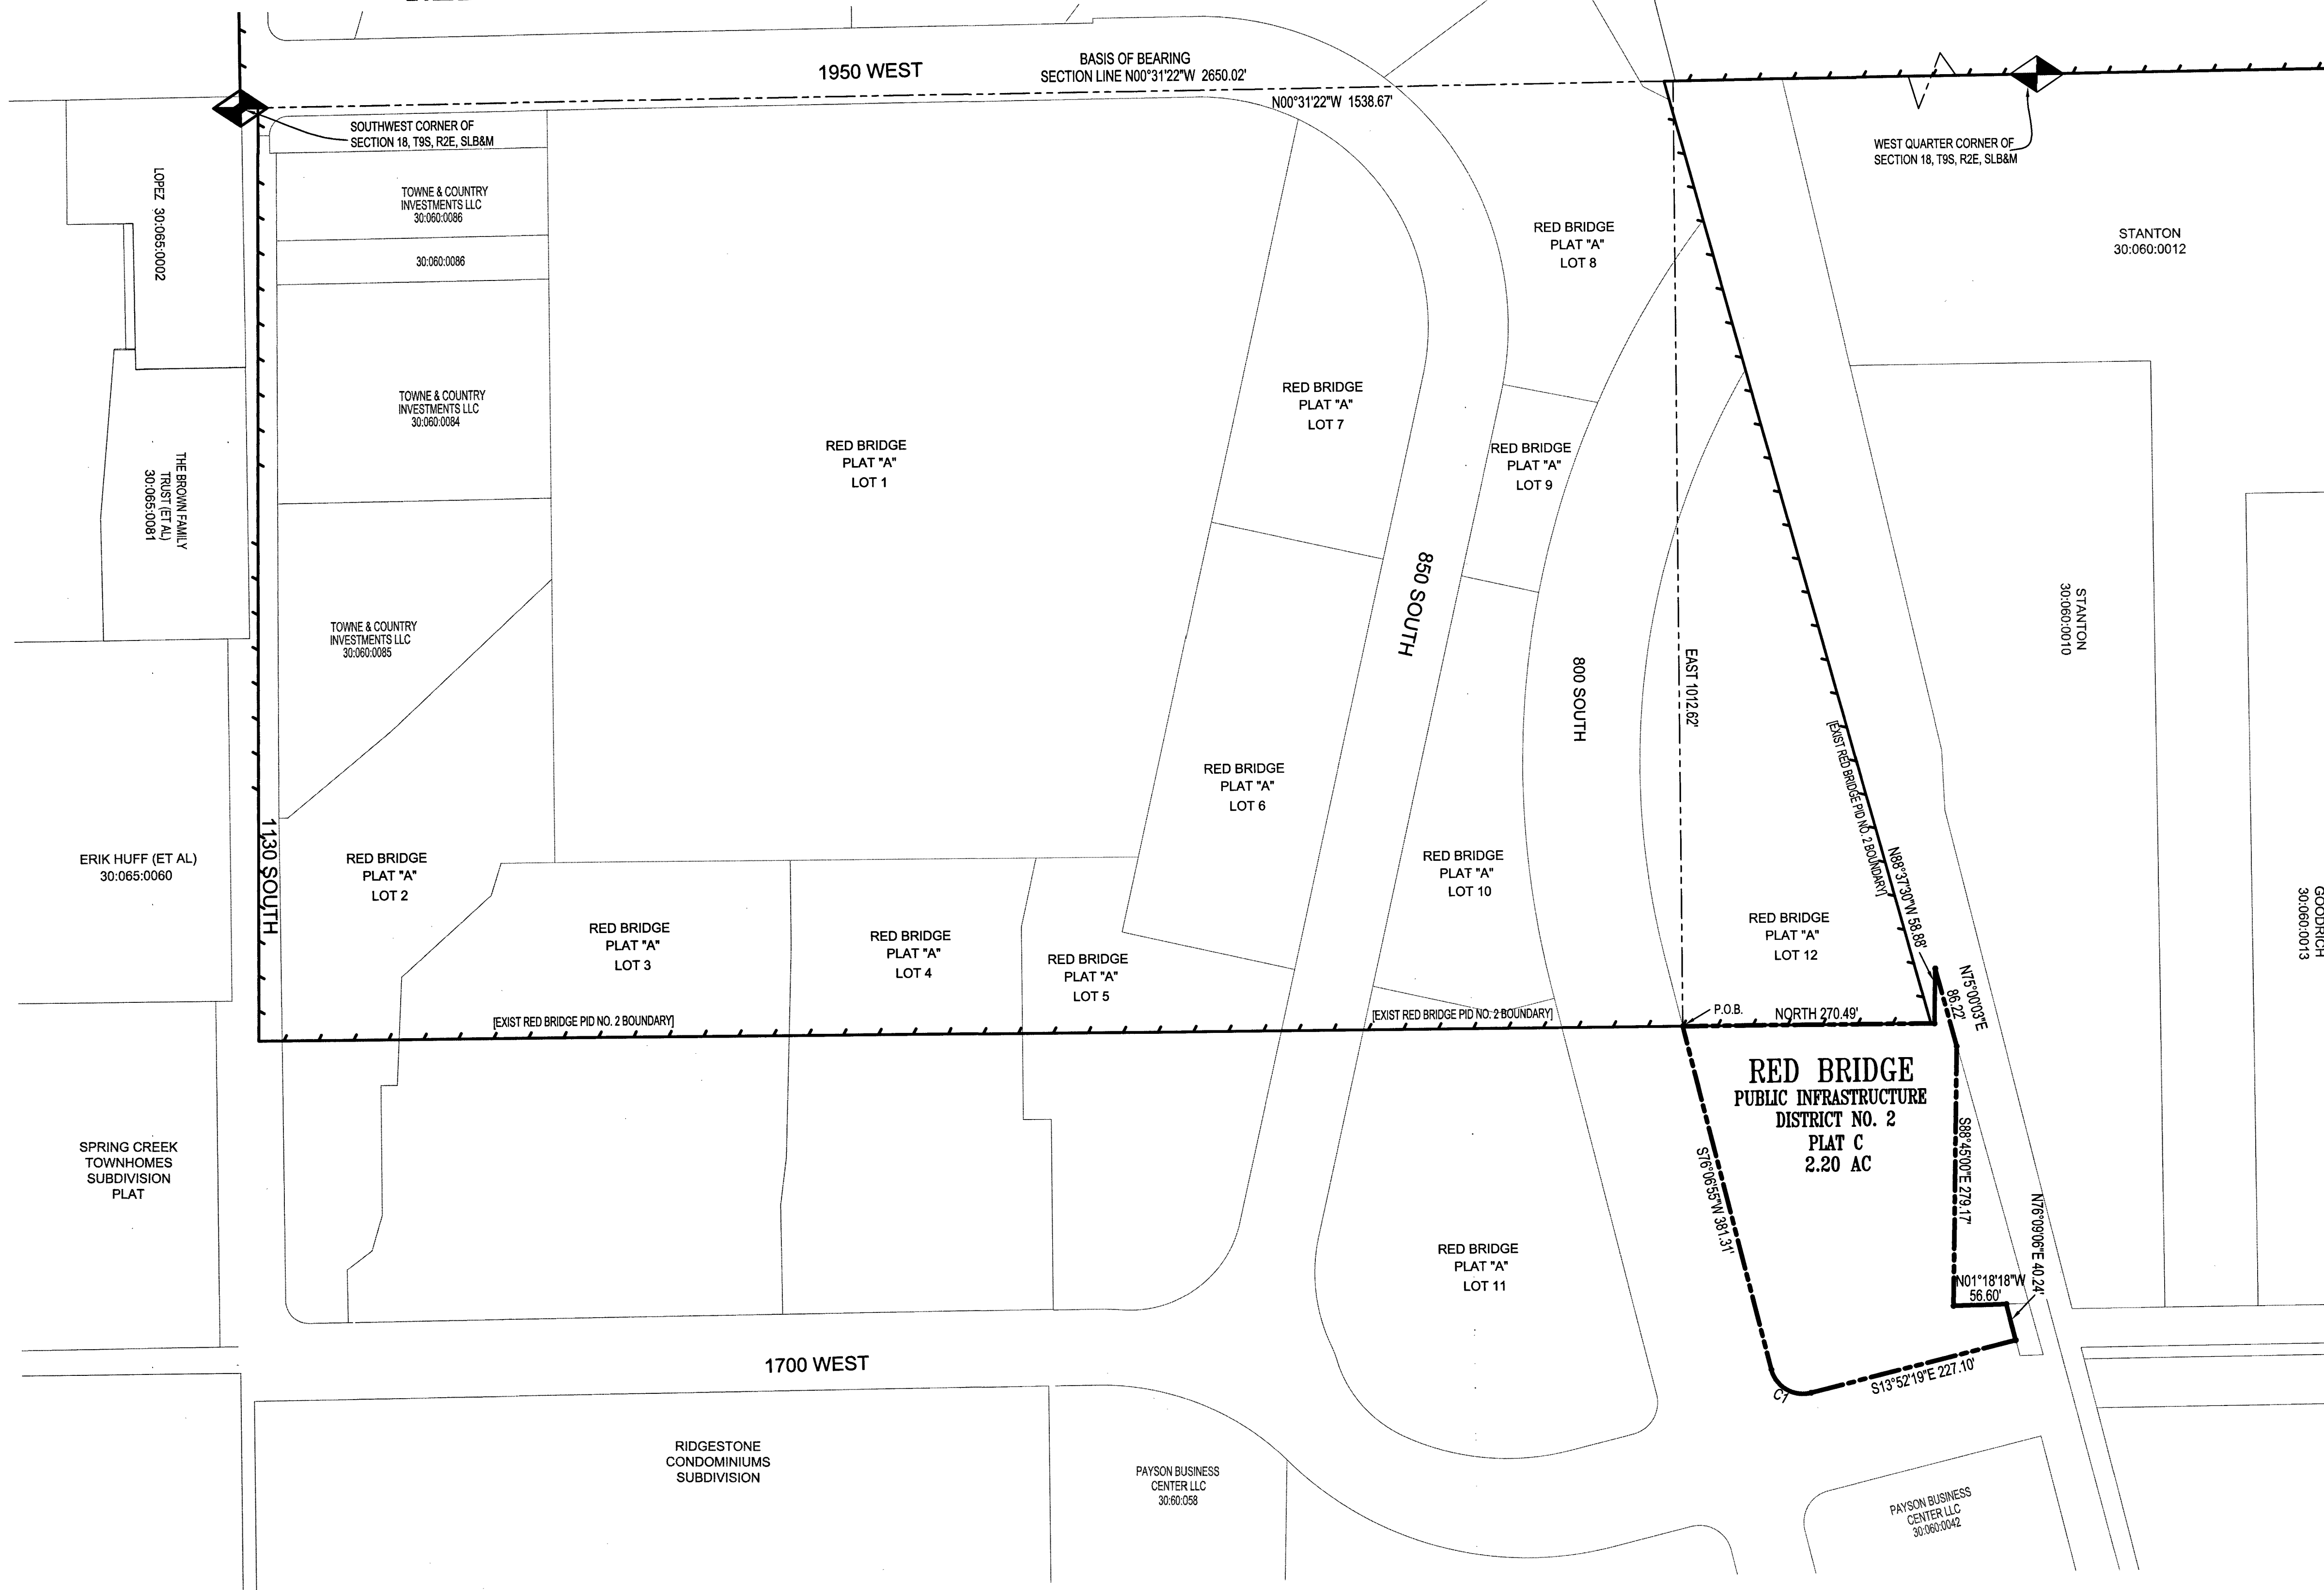 1950 WEST
BASIS OF BEARING
SECTION LINE N00°31'22"W 2650.02'
N00°31'22"W 1538.67'
SOUTHWEST CORNER OF
SECTION 18, T9S, R2E, SLB&M
WEST QUARTER CORNER OF
SECTION 18, T9S, R2E, SLB&M
LOPEZ 30:065:0002
TOWNE & COUNTRY
INVESTMENTS LLC
30:060:0086
30:060:0086
RED BRIDGE
PLAT "A"
LOT 8
STANTON
30:060:0012
TOWNE & COUNTRY
INVESTMENTS LLC
30:060:0084
RED BRIDGE
PLAT "A"
LOT 7
RED BRIDGE
PLAT "A"
LOT 1
RED BRIDGE
PLAT "A"
LOT 9
THE BROWN FAMILY
TRUST (ET AL)
30:065:0081
850 SOUTH
STANTON
30:060:0010
TOWNE & COUNTRY
INVESTMENTS LLC
30:060:0085
800 SOUTH
EAST 1012.62'
[EXIST RED BRIDGE PID NO. 2 BOUNDARY]
RED BRIDGE
PLAT "A"
LOT 6
1130 SOUTH
ERIK HUFF (ET AL)
30:065:0060
RED BRIDGE
PLAT "A"
LOT 2
RED BRIDGE
PLAT "A"
LOT 10
N88°37'30"W 58.88'
GOODRICH
30:060:0013
RED BRIDGE
PLAT "A"
LOT 3
RED BRIDGE
PLAT "A"
LOT 4
RED BRIDGE
PLAT "A"
LOT 5
RED BRIDGE
PLAT "A"
LOT 12
N75°00'03"E
86.22'
[EXIST RED BRIDGE PID NO. 2 BOUNDARY]
[EXIST RED BRIDGE PID NO. 2 BOUNDARY]
P.O.B.
NORTH 270.49'
RED BRIDGE
PUBLIC INFRASTRUCTURE
DISTRICT NO. 2
PLAT C
2.20 AC
S76°06'55"W 381.31'
S88°45'00"E 279.17'
SPRING CREEK
TOWNHOMES
SUBDIVISION
PLAT
N76°09'06"E 40.24'
RED BRIDGE
PLAT "A"
LOT 11
N01°18'18"W
56.60'
1700 WEST
S13°52'19"E 227.10'
C1
RIDGESTONE
CONDOMINIUMS
SUBDIVISION
PAYSON BUSINESS
CENTER LLC
30:60:058
PAYSON BUSINESS
CENTER LLC
30:060:0042